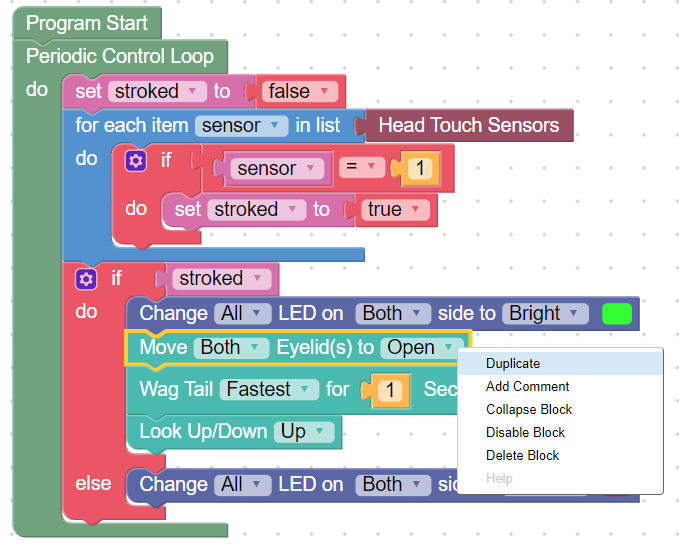 Program Start
Periodic Control Loop
do set stroked to false
for each item sensor in list Head Touch Sensors
do if sensor = 1
do set stroked to true
if stroked
do Change All LED on Both side to Bright
Move Both Eyelid(s) to Open
Duplicate
Add Comment
Wag Tail Fastest for 1 Sec
Collapse Block
Look Up/Down Up
Disable Block
Delete Block
Help
else Change All LED on Both